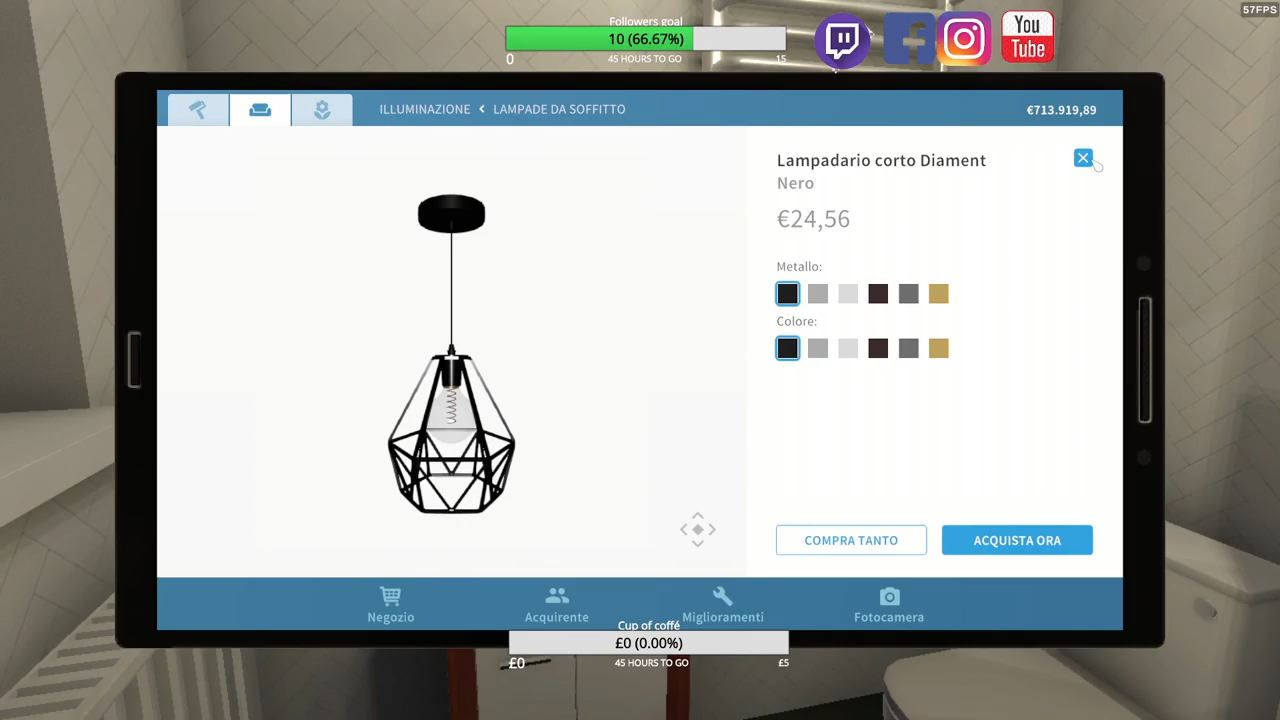 57FPS
Followers goal
10 (66.67%)
0 45 HOURS TO GO 15
You
Tube
ILLUMINAZIONE < LAMPADE DA SOFFITTO
€713.919,89
Lampadario corto Diament
Nero
€24,56
Metallo:
Colore:
COMPRA TANTO
ACQUISTA ORA
Negozio
Acquirente
Miglioramenti
Fotocamera
Cup of coffé
£0 (0.00%)
£0 45 HOURS TO GO £5